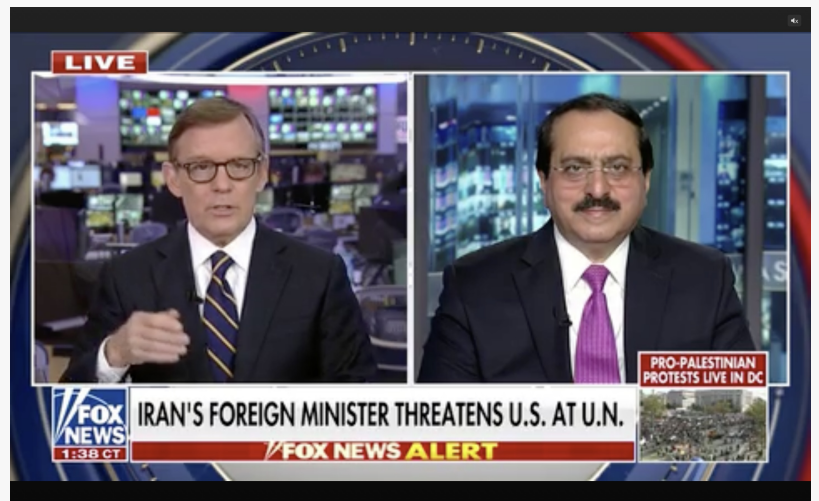 LIVE
AS
PRO-PALESTINIAN
PROTESTS LIVE IN DC
FOX
NEWS
1:38 CT
IRAN'S FOREIGN MINISTER THREATENS U.S. AT U.N.
FOX NEWS ALERT